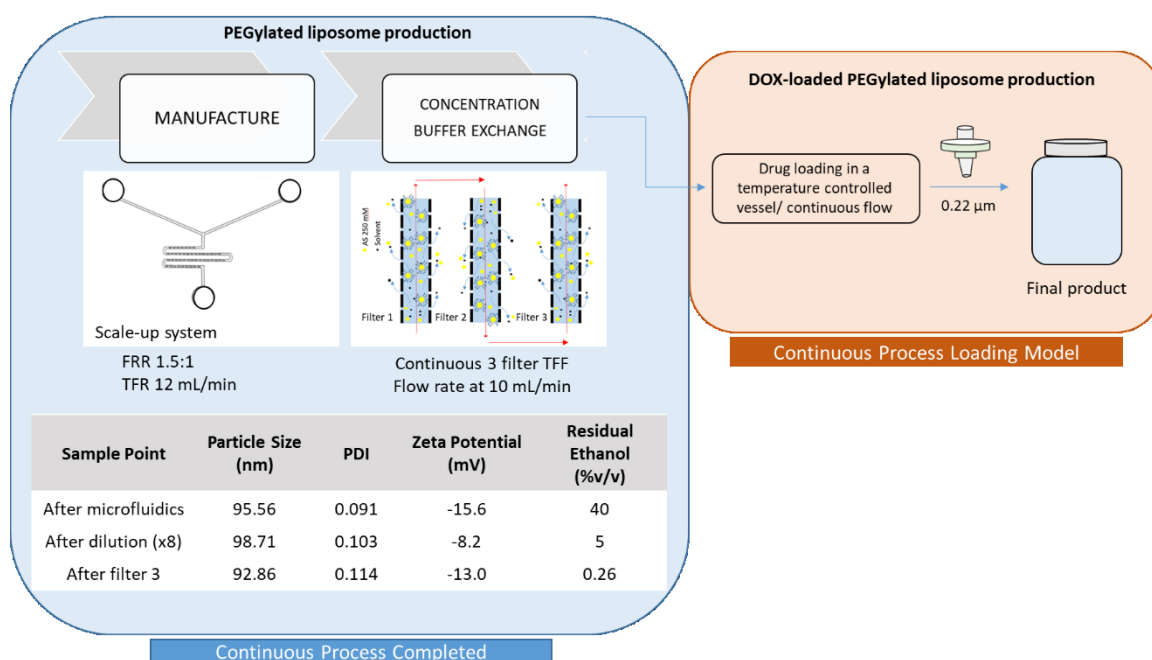 PEGylated liposome production
MANUFACTURE
CONCENTRATION
BUFFER EXCHANGE
Scale-up system
FRR 1.5:1
TFR 12 mL/min
AS 250 mM
Solvent
Filter 1
Filter 2
Filter 3
Continuous 3 filter TFF
Flow rate at 10 mL/min
Sample Point Particle Size (nm) PDI Zeta Potential (mV) Residual Ethanol (%v/v)
After microfluidics 95.56 0.091 -15.6 40
After dilution (x8) 98.71 0.103 -8.2 5
After filter 3 92.86 0.114 -13.0 0.26
Continuous Process Completed
DOX-loaded PEGylated liposome production
Drug loading in a
temperature controlled
vessel/ continuous flow
0.22 µm
Final product
Continuous Process Loading Model